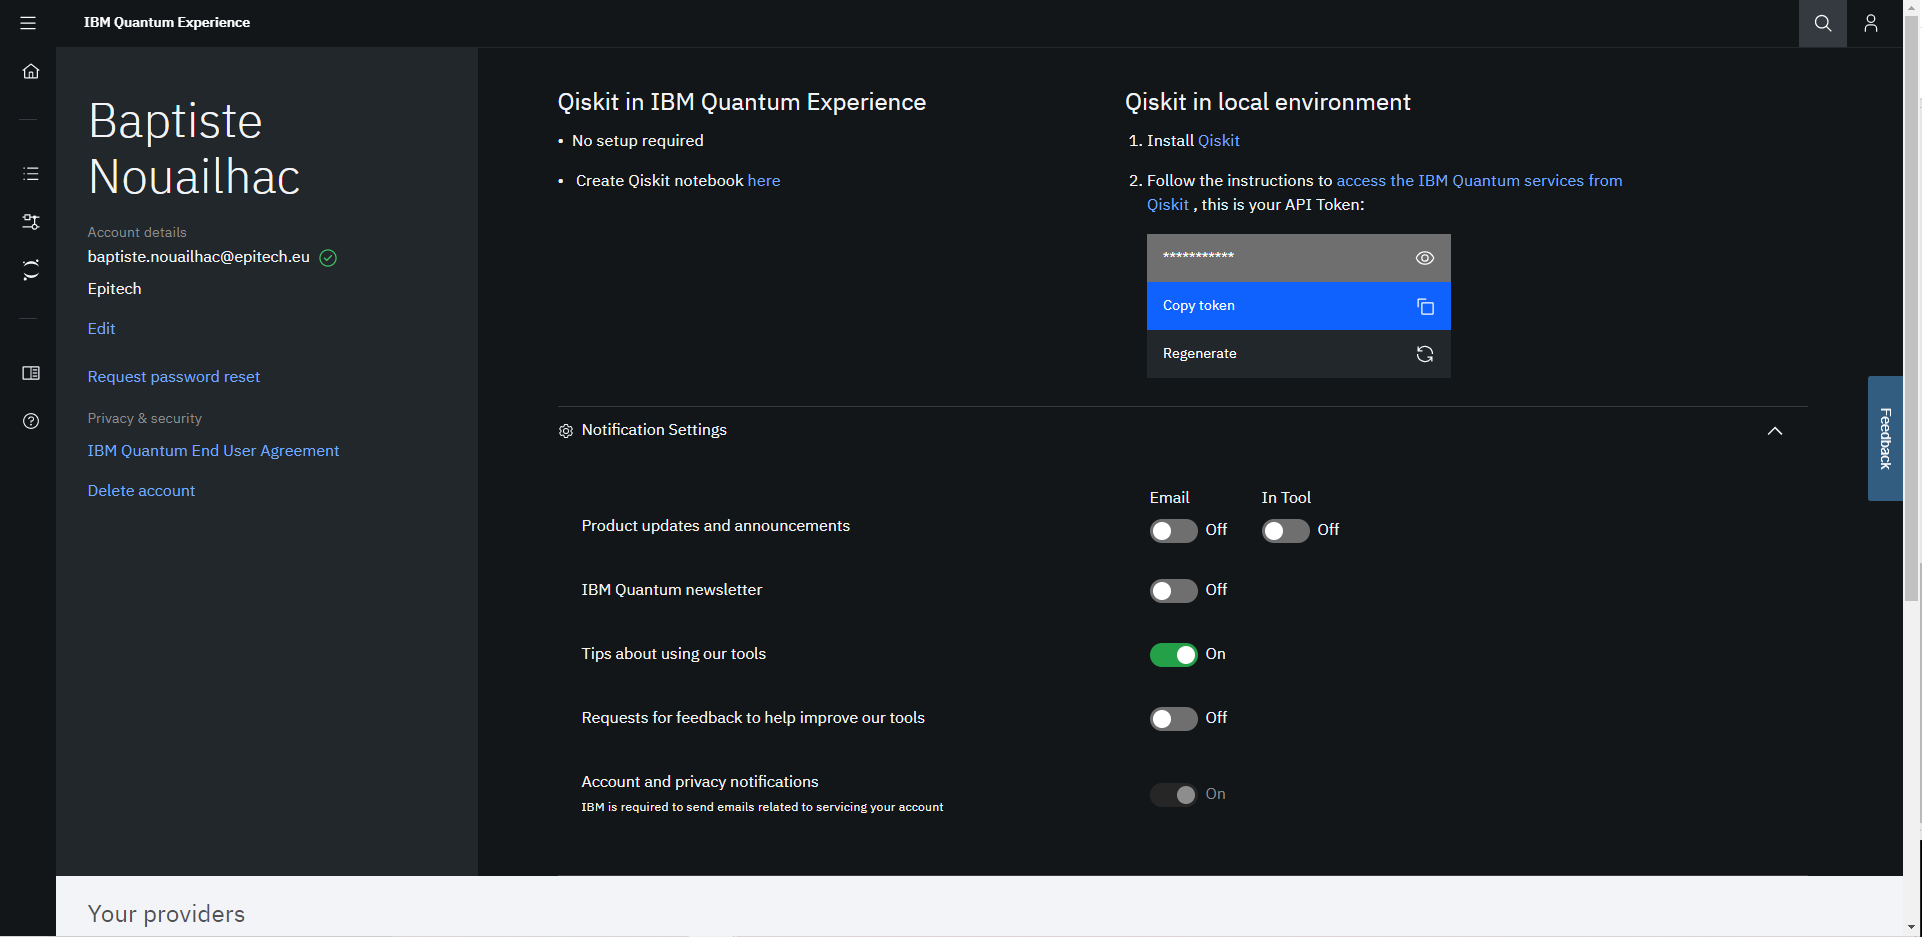 IBM Quantum Experience
Baptiste
Nouailhac
Account details
baptiste.nouailhac@epitech.eu
Epitech
Edit
Request password reset
Privacy & security
IBM Quantum End User Agreement
Delete account
Qiskit in IBM Quantum Experience
• No setup required
• Create Qiskit notebook here
Qiskit in local environment
1. Install Qiskit
2. Follow the instructions to access the IBM Quantum services from
Qiskit , this is your API Token:
***********
Copy token
Regenerate
Notification Settings
Email In Tool
Product updates and announcements Off Off
IBM Quantum newsletter Off
Tips about using our tools On
Requests for feedback to help improve our tools Off
Account and privacy notifications On
IBM is required to send emails related to servicing your account
Feedback
Your providers